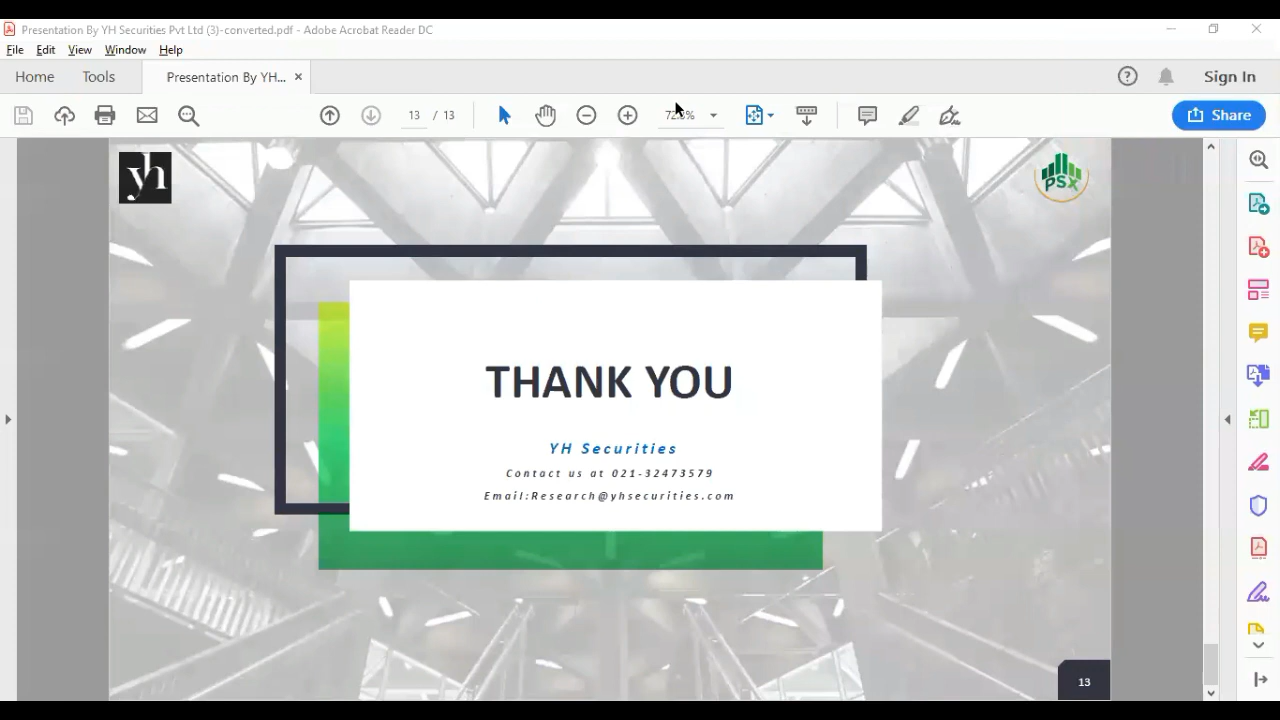 Presentation By YH Securities Pvt Ltd (3)-converted.pdf - Adobe Acrobat Reader DC
File Edit View Window Help
Home Tools Presentation By YH... × Sign In
13 / 13 Share
yh
PSX
THANK YOU
YH Securities
Contact us at 021-32473579
Email:Research@yhsecurities.com
13